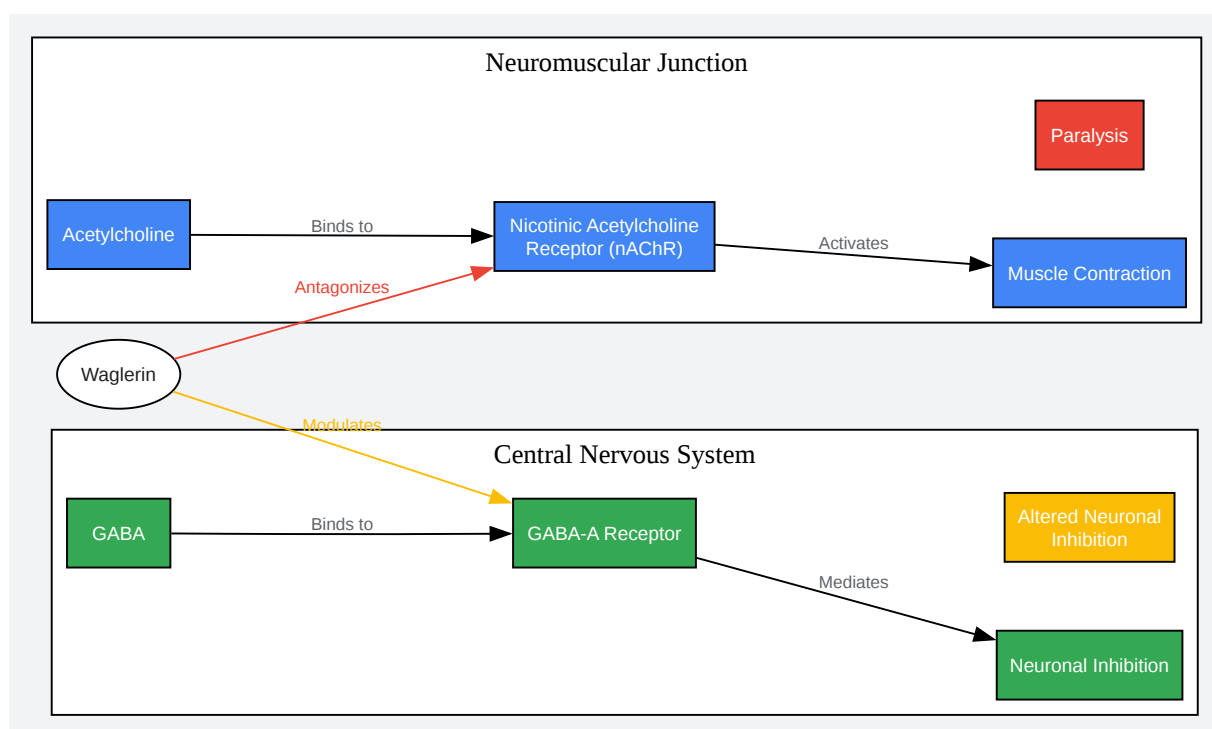 Neuromuscular Junction
Paralysis
Acetylcholine
Binds to
Nicotinic Acetylcholine
Receptor (nAChR)
Activates
Muscle Contraction
Antagonizes
Waglerin
Modulates
Central Nervous System
GABA
Binds to
GABA-A Receptor
Altered Neuronal
Inhibition
Mediates
Neuronal Inhibition